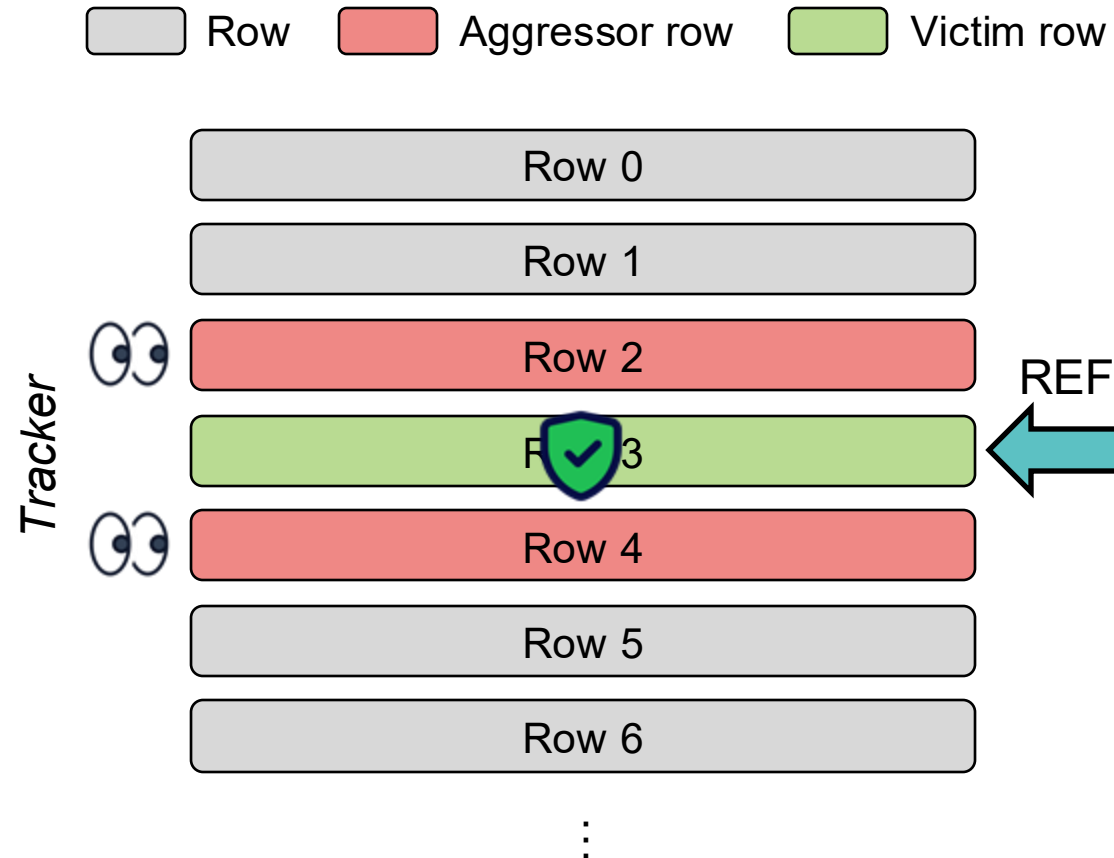 Row
Aggressor row
Victim row
Row 0
Row 1
Row 2
REF
Tracker
3
Row 4
Row 5
Row 6
⋮